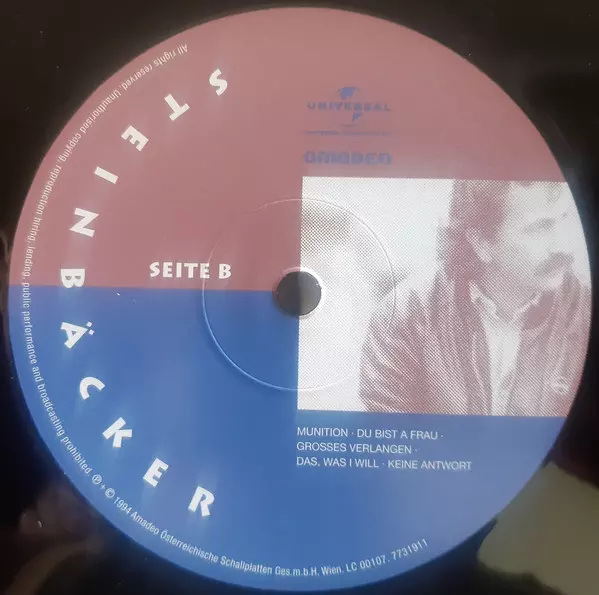 STEINBÄCKER
UNIVERSAL
amadeo
SEITE B
MUNITION · DU BIST A FRAU ·
GROSSES VERLANGEN ·
DAS, WAS I WILL · KEINE ANTWORT
All rights reserved. Unauthorised copying, reproduction hiring, lending, public performance and broadcasting prohibited. ℗ + © 1994 Amadeo Österreichische Schallplatten Ges.m.b.H. Wien. LC 00107. 7731911